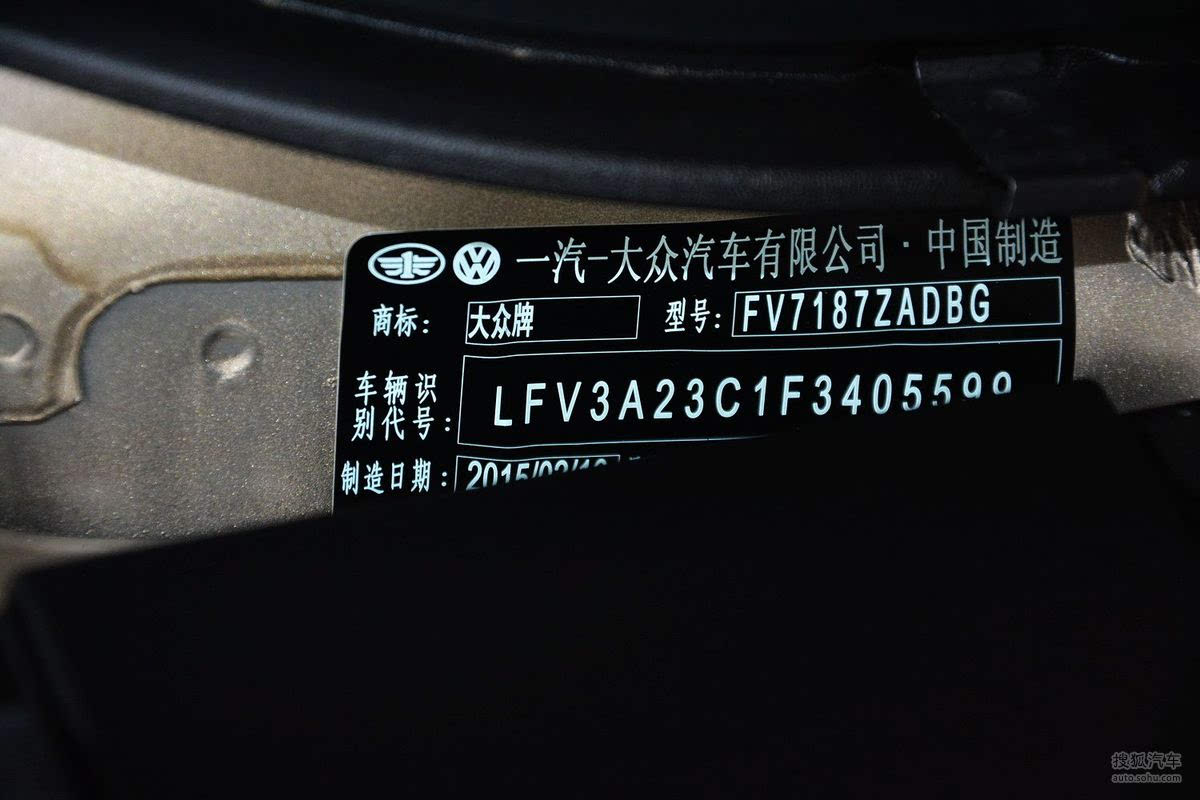 一汽-大众汽车有限公司·中国制造
商标: 大众牌 型号: FV7187ZADBG
车辆识
别代号: LFV3A23C1F3405599
制造日期:
搜狐汽车
auto.sohu.com